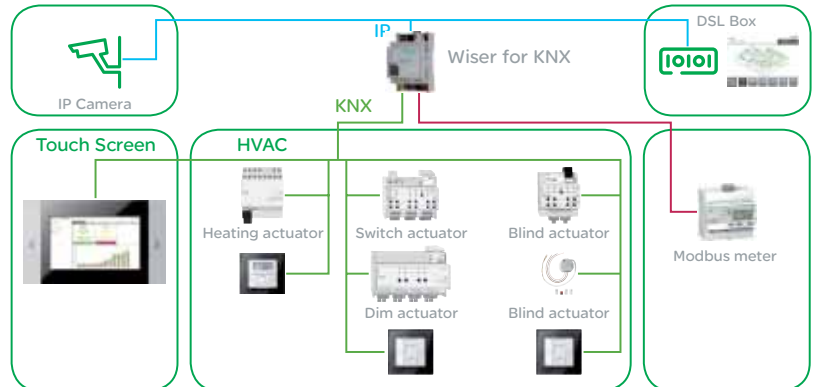 DSL Box
IP
Wiser for KNX
IP Camera
KNX
Touch Screen
HVAC
Heating actuator
Switch actuator
Blind actuator
Modbus meter
Dim actuator
Blind actuator